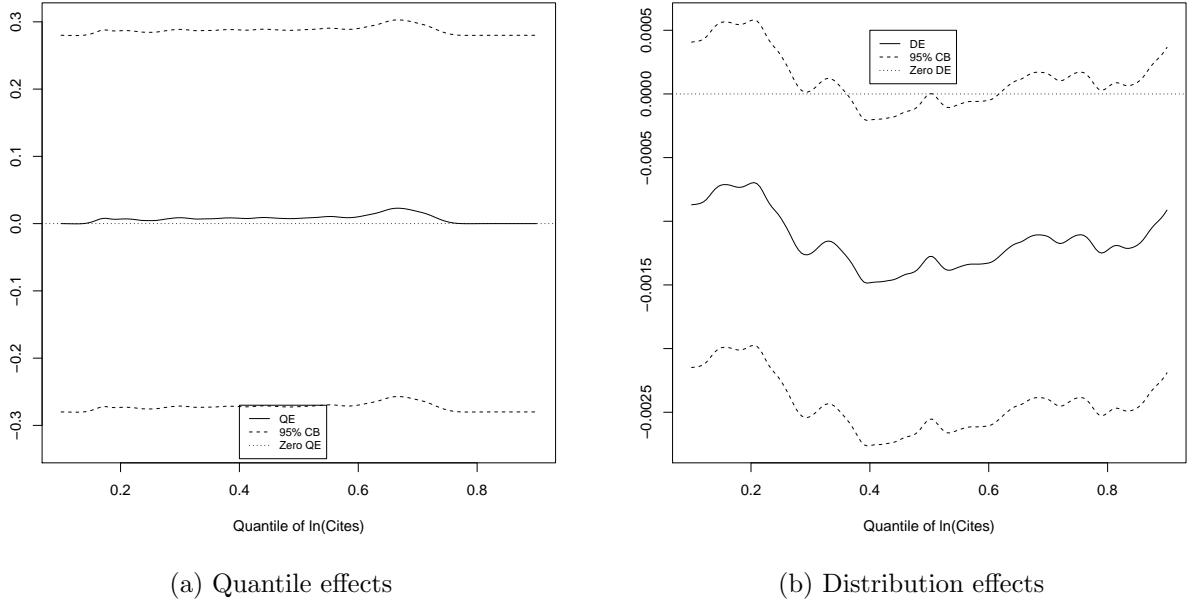 0.3
0.2
0.1
0.0
−0.1
−0.2
−0.3
QE
95% CB
Zero QE
0.2 0.4 0.6 0.8
Quantile of ln(Cites)
(a) Quantile effects
0.0005
0.0000
−0.0005
−0.0015
−0.0025
DE
95% CB
Zero DE
0.2 0.4 0.6 0.8
Quantile of ln(Cites)
(b) Distribution effects